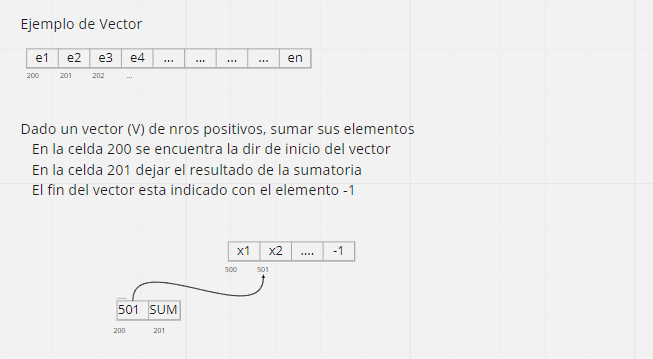 Ejemplo de Vector
e1 e2 e3 e4 ... ... ... ... en
200 201 202 ...
Dado un vector (V) de nros positivos, sumar sus elementos
En la celda 200 se encuentra la dir de inicio del vector
En la celda 201 dejar el resultado de la sumatoria
El fin del vector esta indicado con el elemento -1
x1 x2 .... -1
500 501
501 SUM
200 201